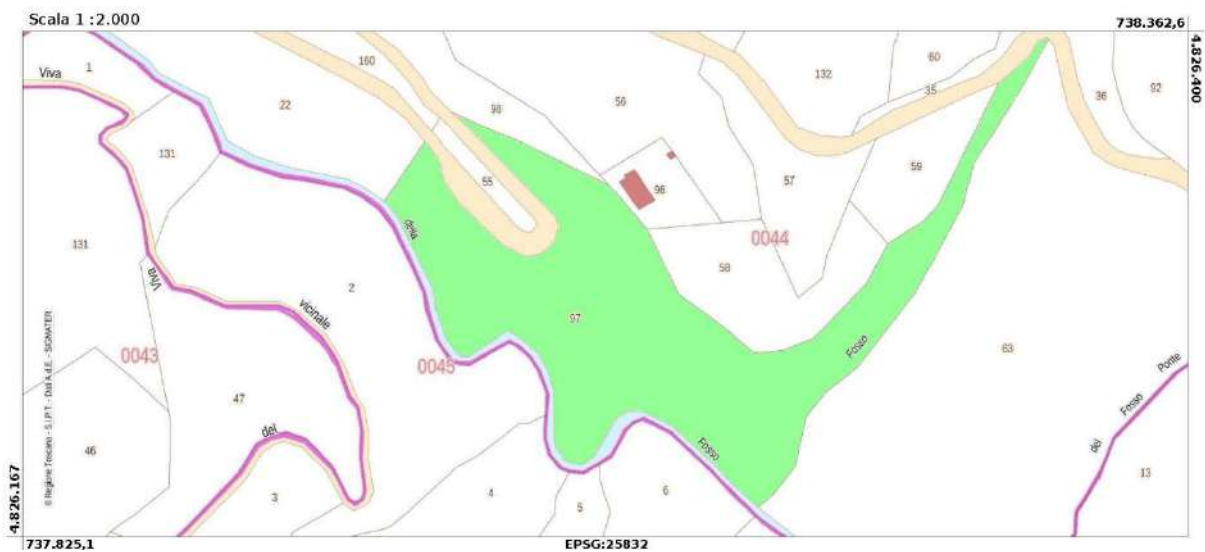 Scala 1 :2.000
738.362,6
4.826.400
Viva
1
160
22
98
56
132
60
35
36
92
131
55
96
57
59
della
0044
131
Viva
58
2
vicinale
97
Fosso
63
0043
0045
Ponte
47
del
Fosso
46
Fosso
dei
13
3
4
5
6
© Regione Toscana - S.I.P.T. - Dati A.d.E. - SIGMATER
4.826.167
737.825,1
EPSG:25832